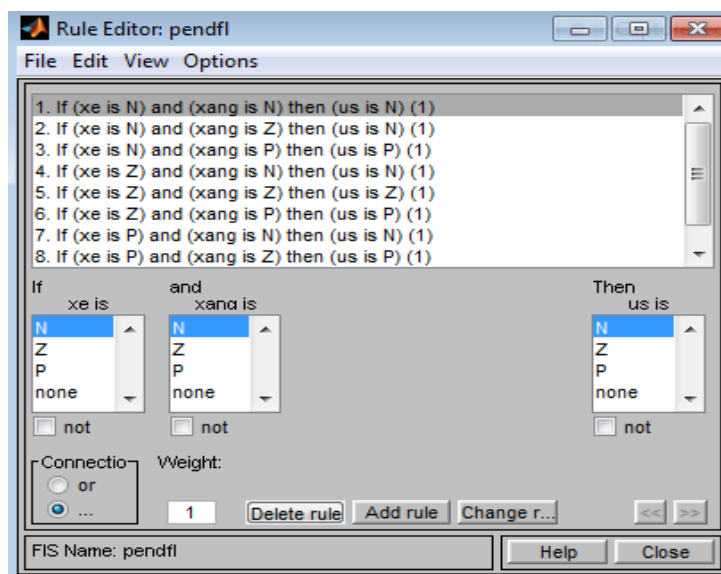 Rule Editor: pendfl
File Edit View Options
1. If (xe is N) and (xang is N) then (us is N) (1)
2. If (xe is N) and (xang is Z) then (us is N) (1)
3. If (xe is N) and (xang is P) then (us is P) (1)
4. If (xe is Z) and (xang is N) then (us is N) (1)
5. If (xe is Z) and (xang is Z) then (us is Z) (1)
6. If (xe is Z) and (xang is P) then (us is P) (1)
7. If (xe is P) and (xang is N) then (us is N) (1)
8. If (xe is P) and (xang is Z) then (us is P) (1)
If and Then
xe is xang is us is
N N N
Z Z Z
P P P
none none none
not not not
Connectio Weight:
or
... 1 Delete rule Add rule Change r... << >>
FIS Name: pendfl Help Close